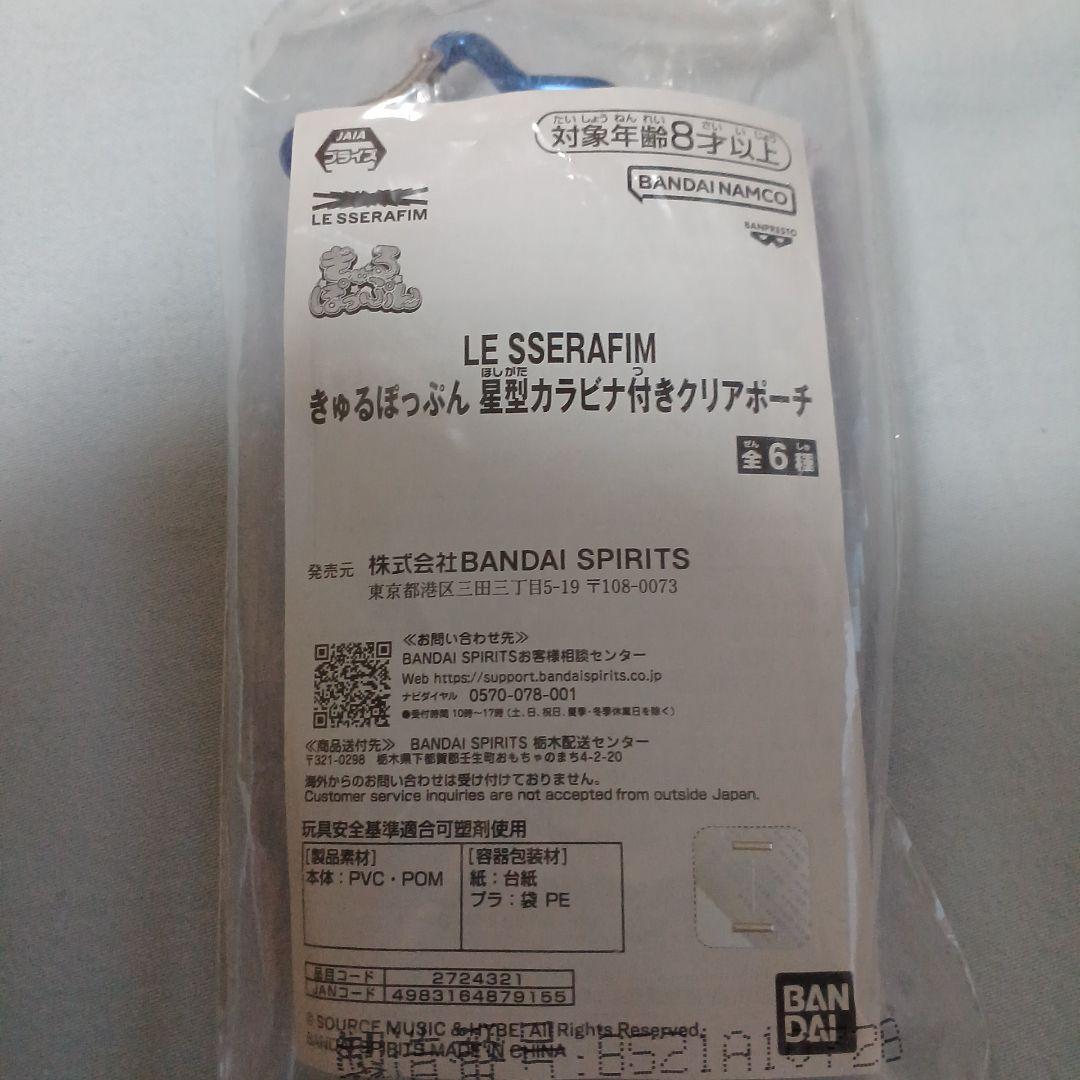 JAIA
プライズ
たいしょうねんれい さいいじょう
対象年齢8才以上
BANDAI NAMCO
BANPRESTO
LE SSERAFIM
きゅるぽっぷん
LE SSERAFIM
ほしがた つ
きゅるぽっぷん 星型カラビナ付きクリアポーチ
ぜん しゅ
全6種
発売元 株式会社BANDAI SPIRITS
東京都港区三田三丁目5-19 〒108-0073
≪お問い合わせ先≫
BANDAI SPIRITSお客様相談センター
Web https://support.bandaispirits.co.jp
ナビダイヤル 0570-078-001
●受付時間 10時〜17時（土、日、祝日、夏季・冬季休業日を除く）
≪商品送付先≫ BANDAI SPIRITS 栃木配送センター
〒321-0298 栃木県下都賀郡壬生町おもちゃのまち4-2-20
海外からのお問い合わせは受け付けておりません。
Customer service inquiries are not accepted from outside Japan.
玩具安全基準適合可塑剤使用
[製品素材]
本体：PVC・POM
[容器包装材]
紙：台紙
プラ：袋 PE
品目コード 2724321
JANコード 4983164879155
BANDAI
© SOURCE MUSIC & HYBE. All Rights Reserved.
BANDAI SPIRITS MADE IN CHINA